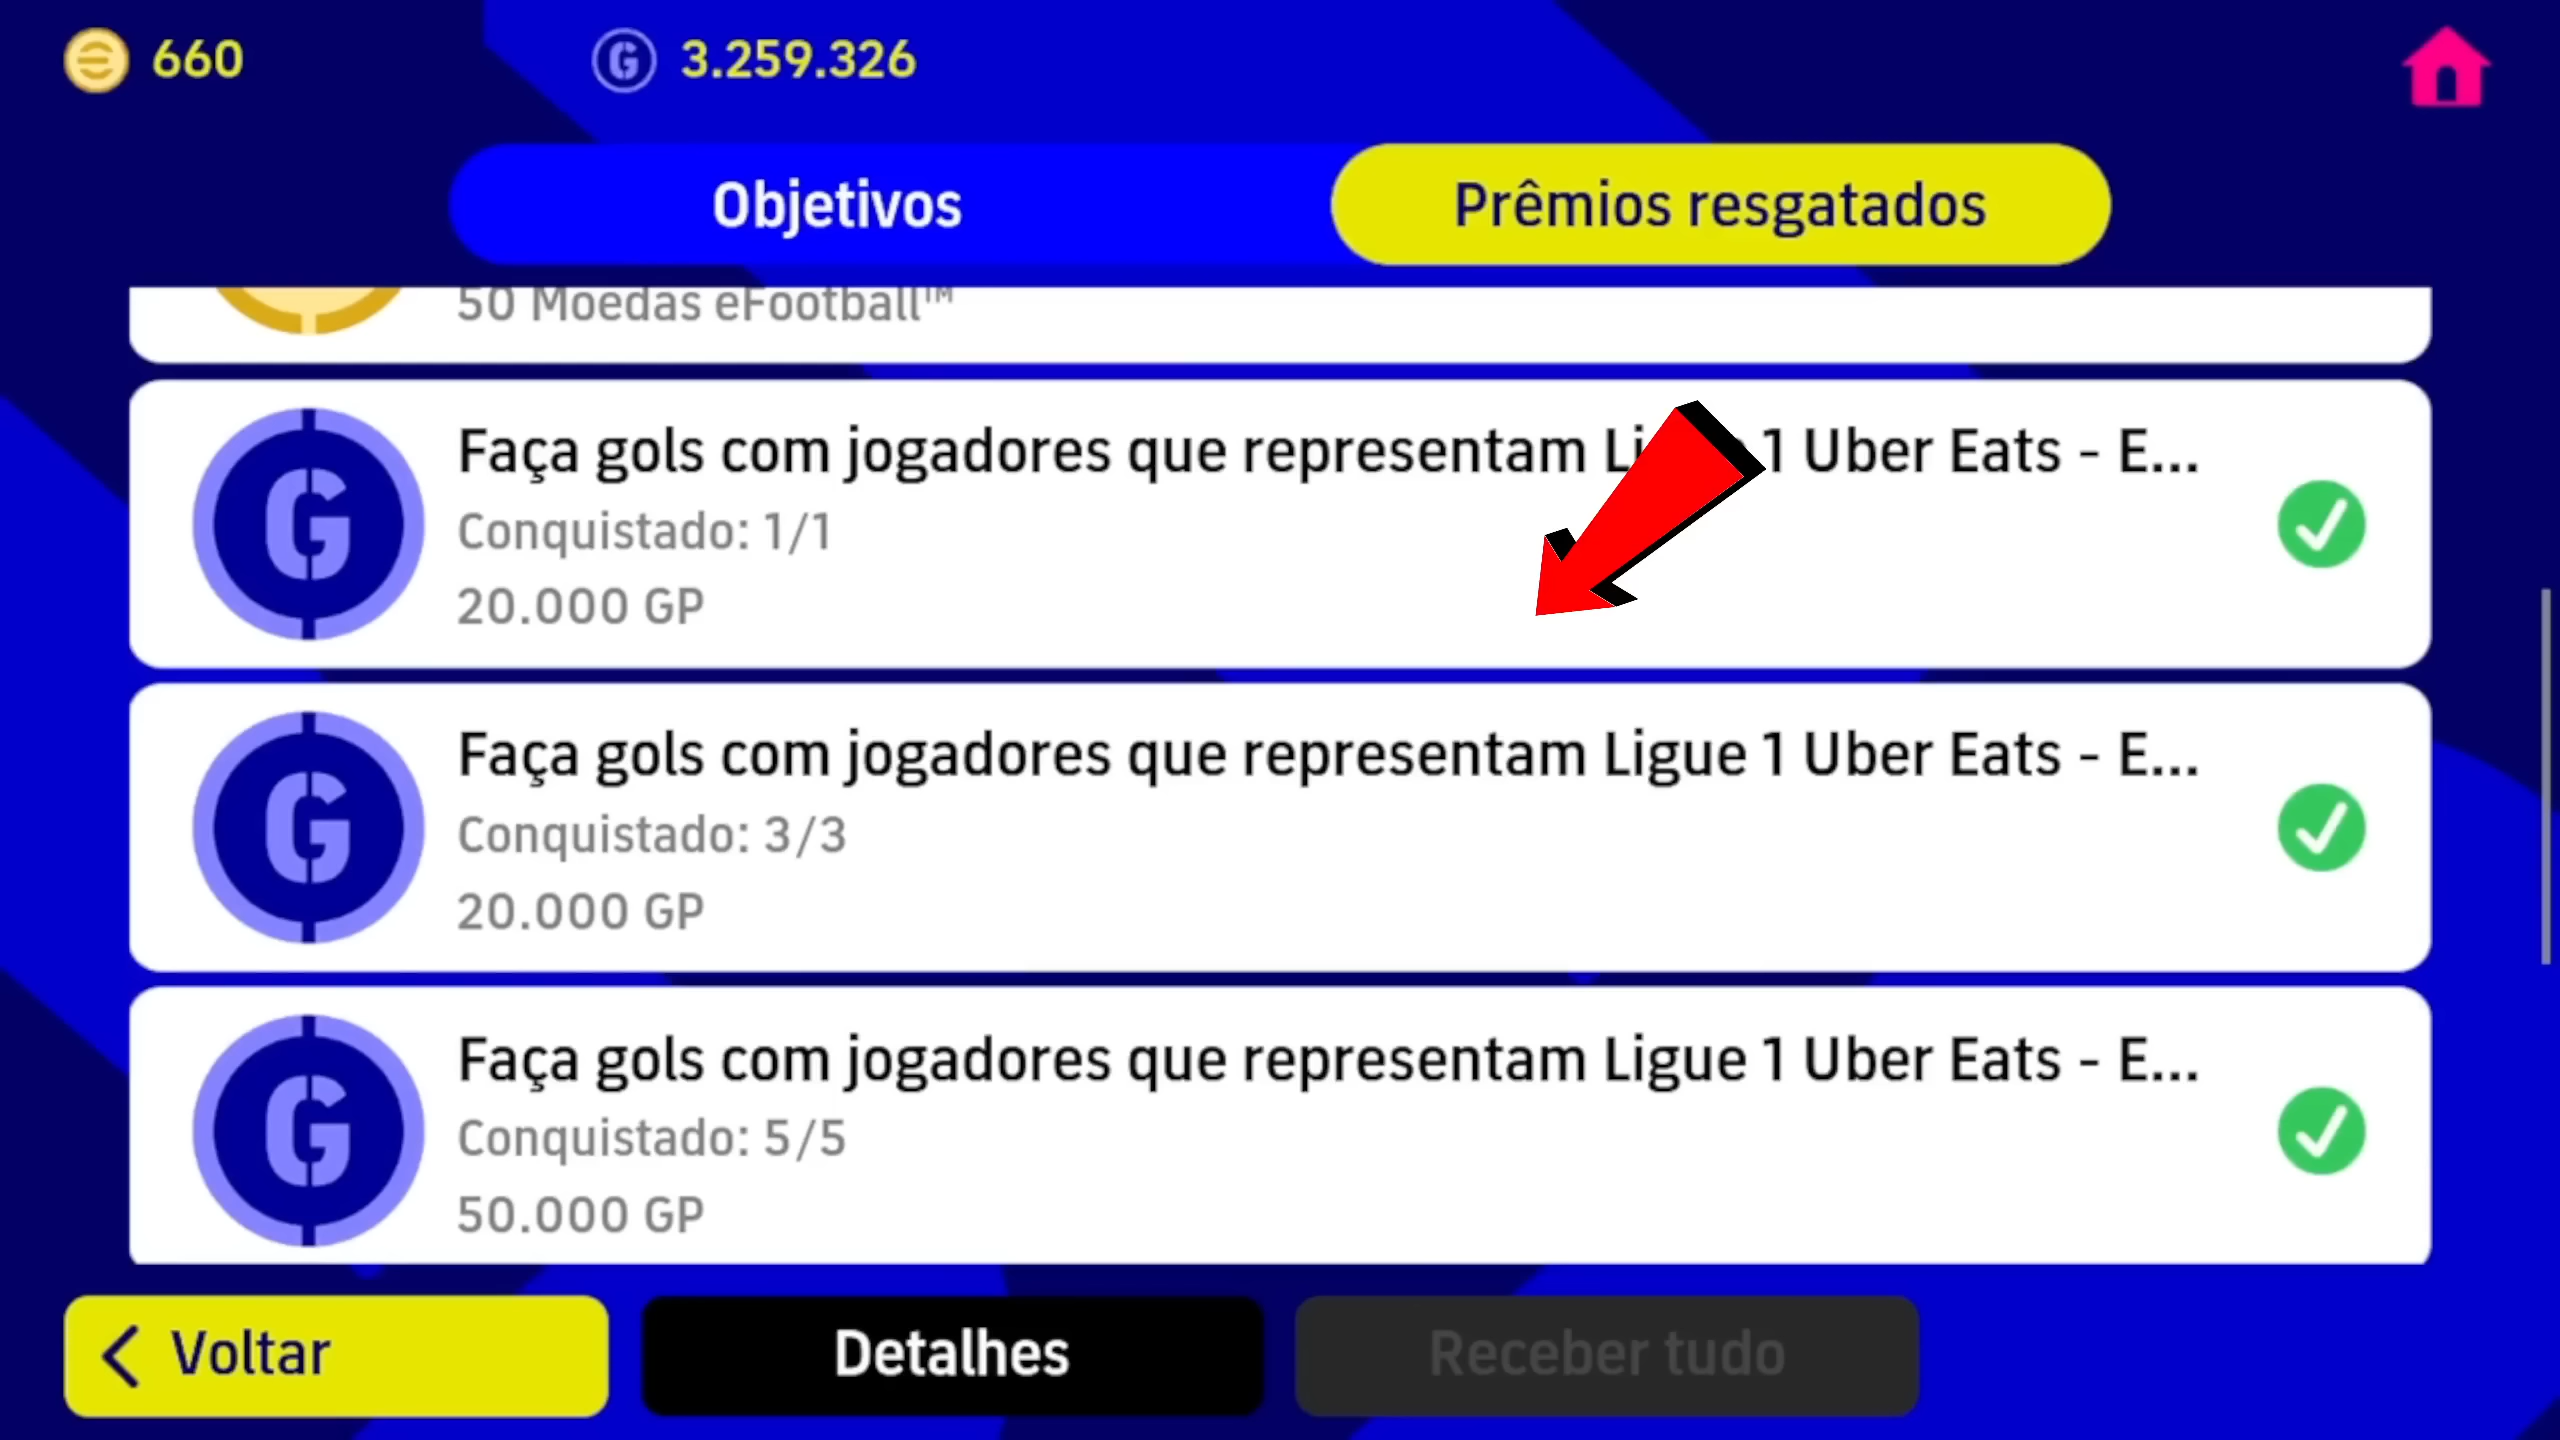 660
3.259.326
Objetivos
Prêmios resgatados
50 Moedas eFootball™
Faça gols com jogadores que representam Ligue 1 Uber Eats - E...
Conquistado: 1/1
20.000 GP
Faça gols com jogadores que representam Ligue 1 Uber Eats - E...
Conquistado: 3/3
20.000 GP
Faça gols com jogadores que representam Ligue 1 Uber Eats - E...
Conquistado: 5/5
50.000 GP
Voltar
Detalhes
Receber tudo